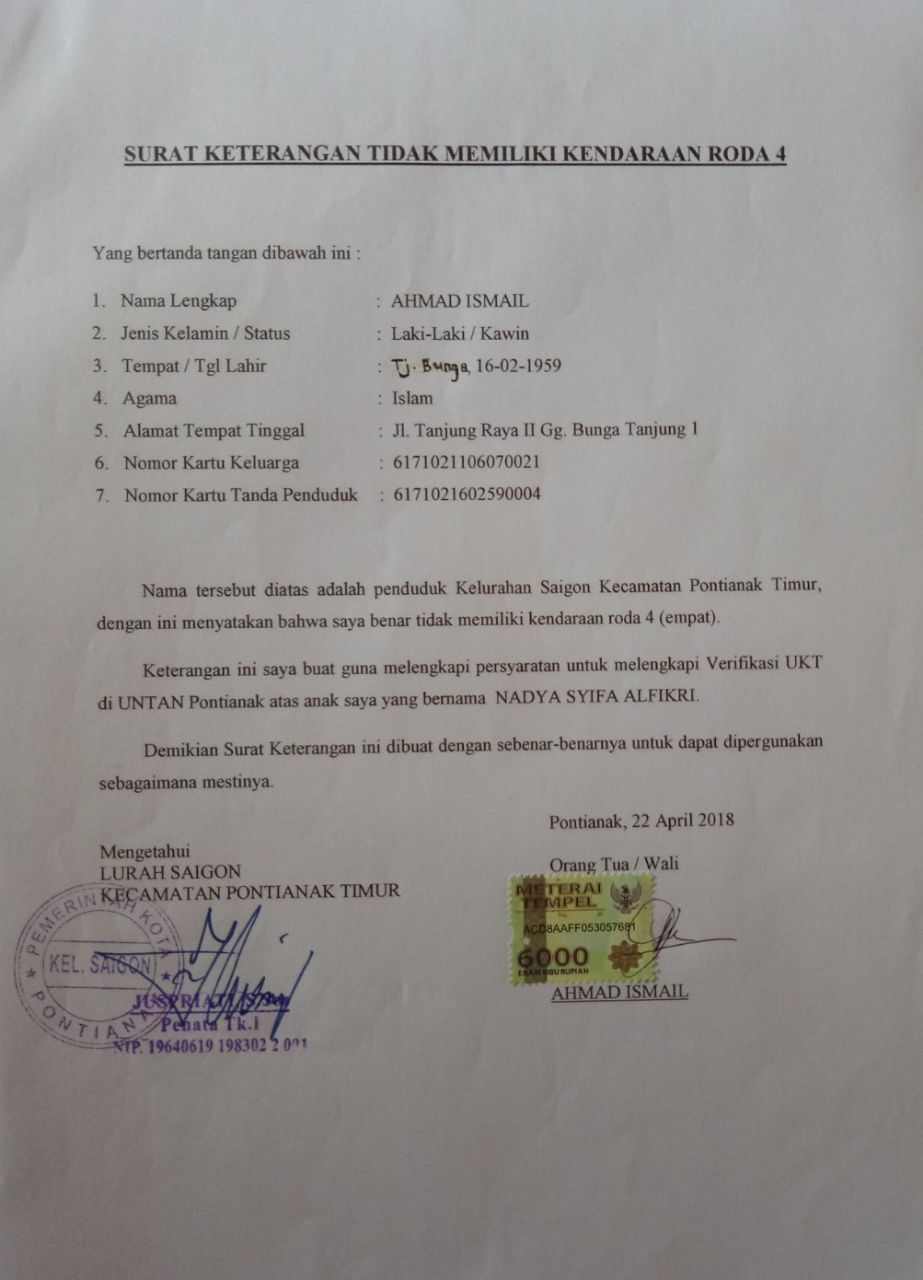 SURAT KETERANGAN TIDAK MEMILIKI KENDARAAN RODA 4
Yang bertanda tangan dibawah ini :
1. Nama Lengkap : AHMAD ISMAIL
2. Jenis Kelamin / Status : Laki-Laki / Kawin
3. Tempat / Tgl Lahir : Tj. Bunga, 16-02-1959
4. Agama : Islam
5. Alamat Tempat Tinggal : Jl. Tanjung Raya II Gg. Bunga Tanjung 1
6. Nomor Kartu Keluarga : 6171021106070021
7. Nomor Kartu Tanda Penduduk : 6171021602590004
Nama tersebut diatas adalah penduduk Kelurahan Saigon Kecamatan Pontianak Timur,
dengan ini menyatakan bahwa saya benar tidak memiliki kendaraan roda 4 (empat).
Keterangan ini saya buat guna melengkapi persyaratan untuk melengkapi Verifikasi UKT
di UNTAN Pontianak atas anak saya yang bernama NADYA SYIFA ALFIKRI.
Demikian Surat Keterangan ini dibuat dengan sebenar-benarnya untuk dapat dipergunakan
sebagaimana mestinya.
Pontianak, 22 April 2018
Mengetahui
LURAH SAIGON
KECAMATAN PONTIANAK TIMUR
PEMERINTAH KOTA
KEL. SAIGON
PONTIANAK
JUSPRIATI
Penata Tk.I
NIP. 19640619 198302 2 001
Orang Tua / Wali
METERAI
TEMPEL
ACD8AAFF053057681
6000
ENAM RIBU RUPIAH
AHMAD ISMAIL